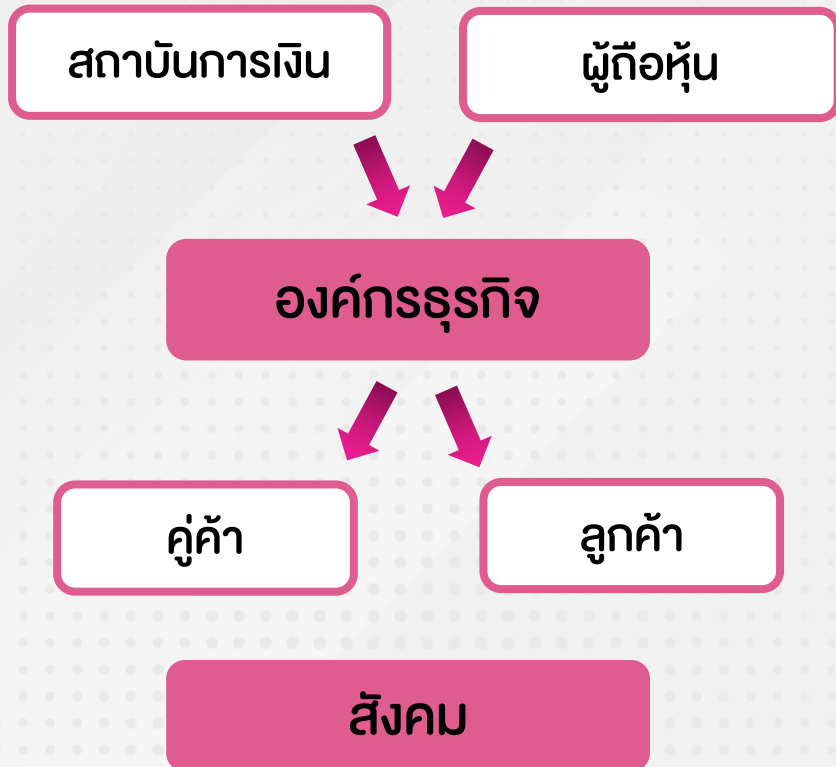 สถาบันการเงิน
ผู้ถือหุ้น
องค์กรธุรกิจ
คู่ค้า
ลูกค้า
สังคม